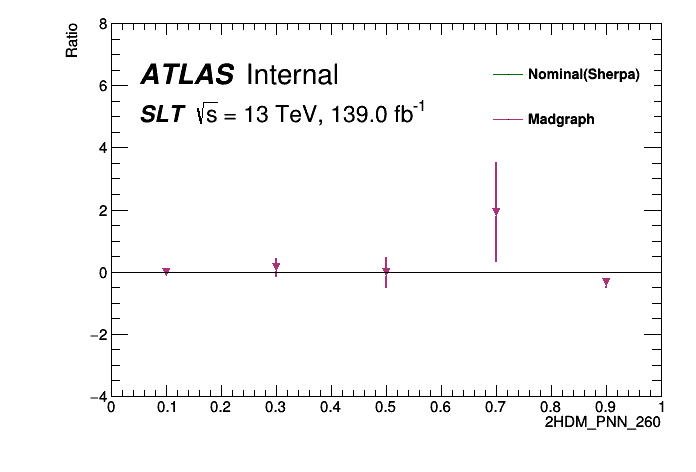 Ratio
8
6
4
2
0
−2
−4
ATLAS Internal
SLT √s = 13 TeV, 139.0 fb-1
Nominal(Sherpa)
Madgraph
0 0.1 0.2 0.3 0.4 0.5 0.6 0.7 0.8 0.9 1
2HDM_PNN_260